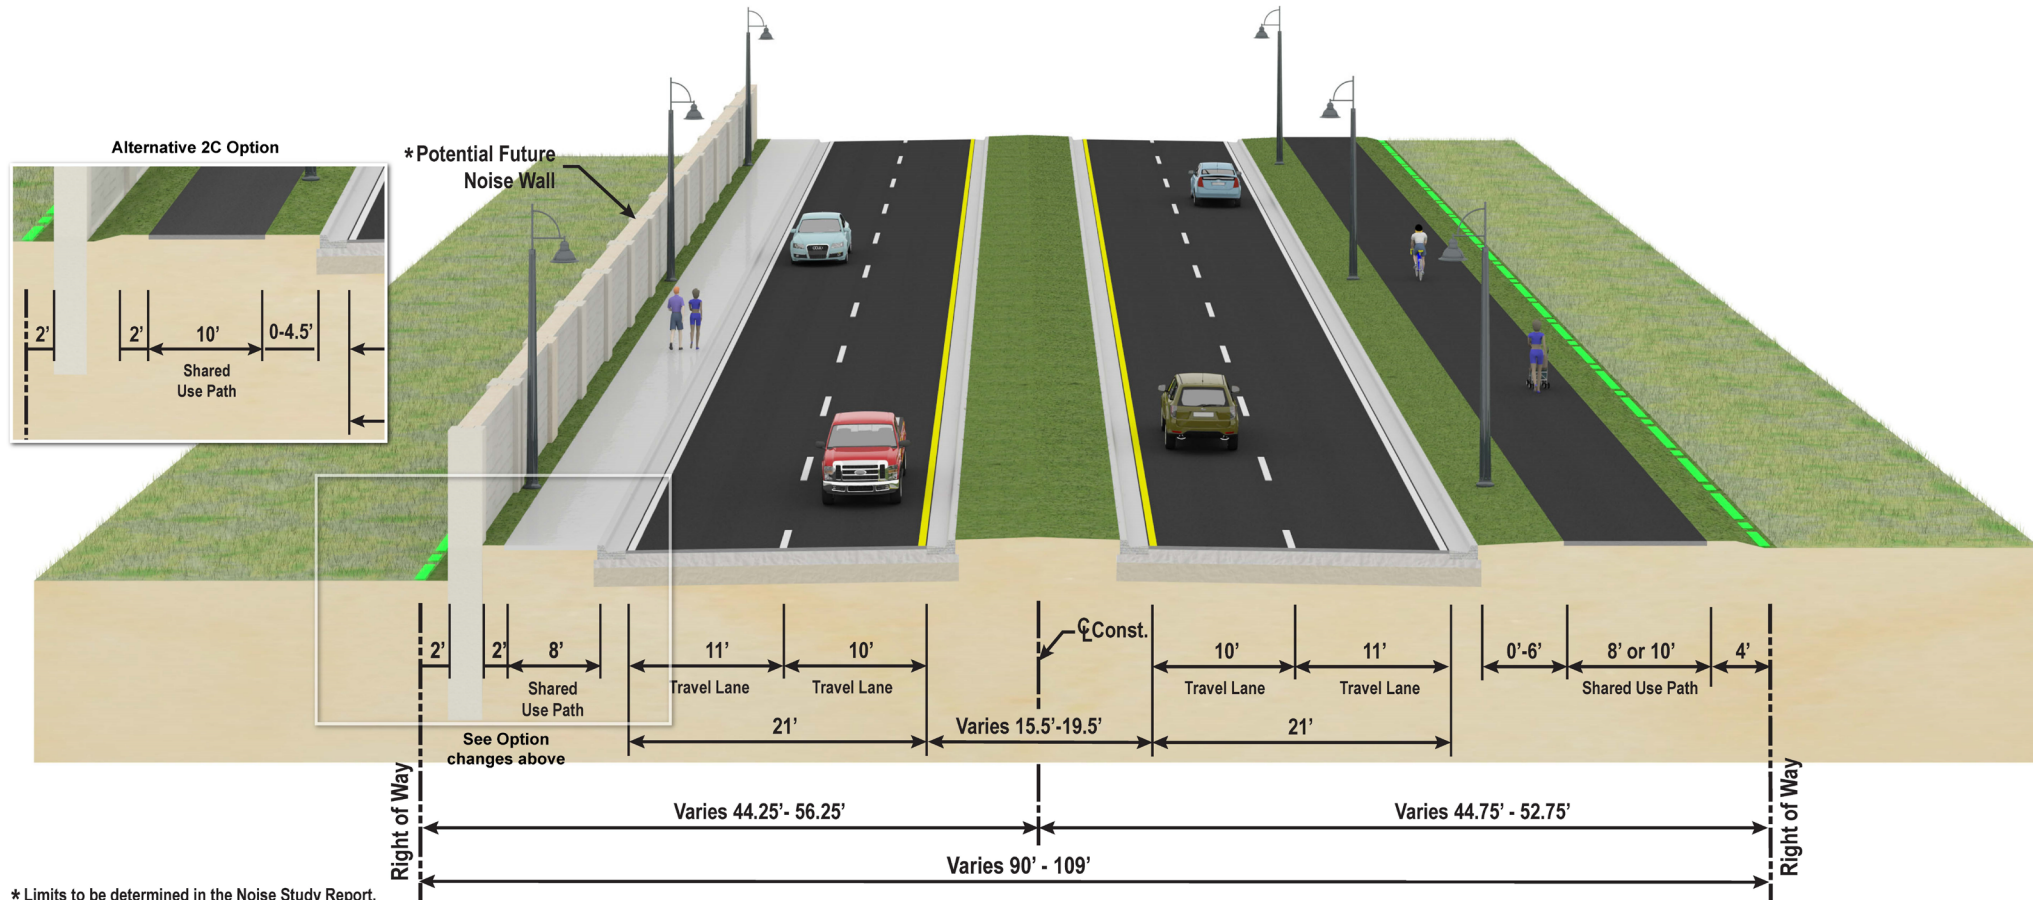 Alternative 2C Option
2’
2’
10’
0-4.5’
Shared
Use Path
* Potential Future
Noise Wall
2’
2’
8’
Shared
Use Path
11’
Travel Lane
10’
Travel Lane
℄ Const.
10’
Travel Lane
11’
Travel Lane
0’-6’
8’ or 10’
Shared Use Path
4’
21’
Varies 15.5’-19.5’
21’
See Option
changes above
Right of Way
Varies 44.25’- 56.25’
Varies 44.75’ - 52.75’
Right of Way
Varies 90’ - 109’
* Limits to be determined in the Noise Study Report.